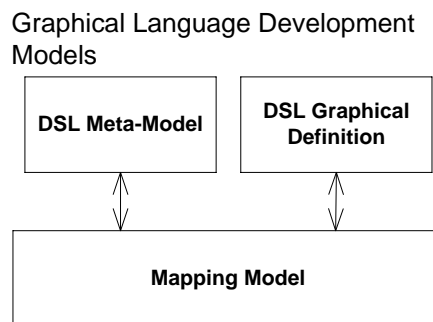 Graphical Language Development
Models
DSL Meta-Model
DSL Graphical
Definition
Mapping Model